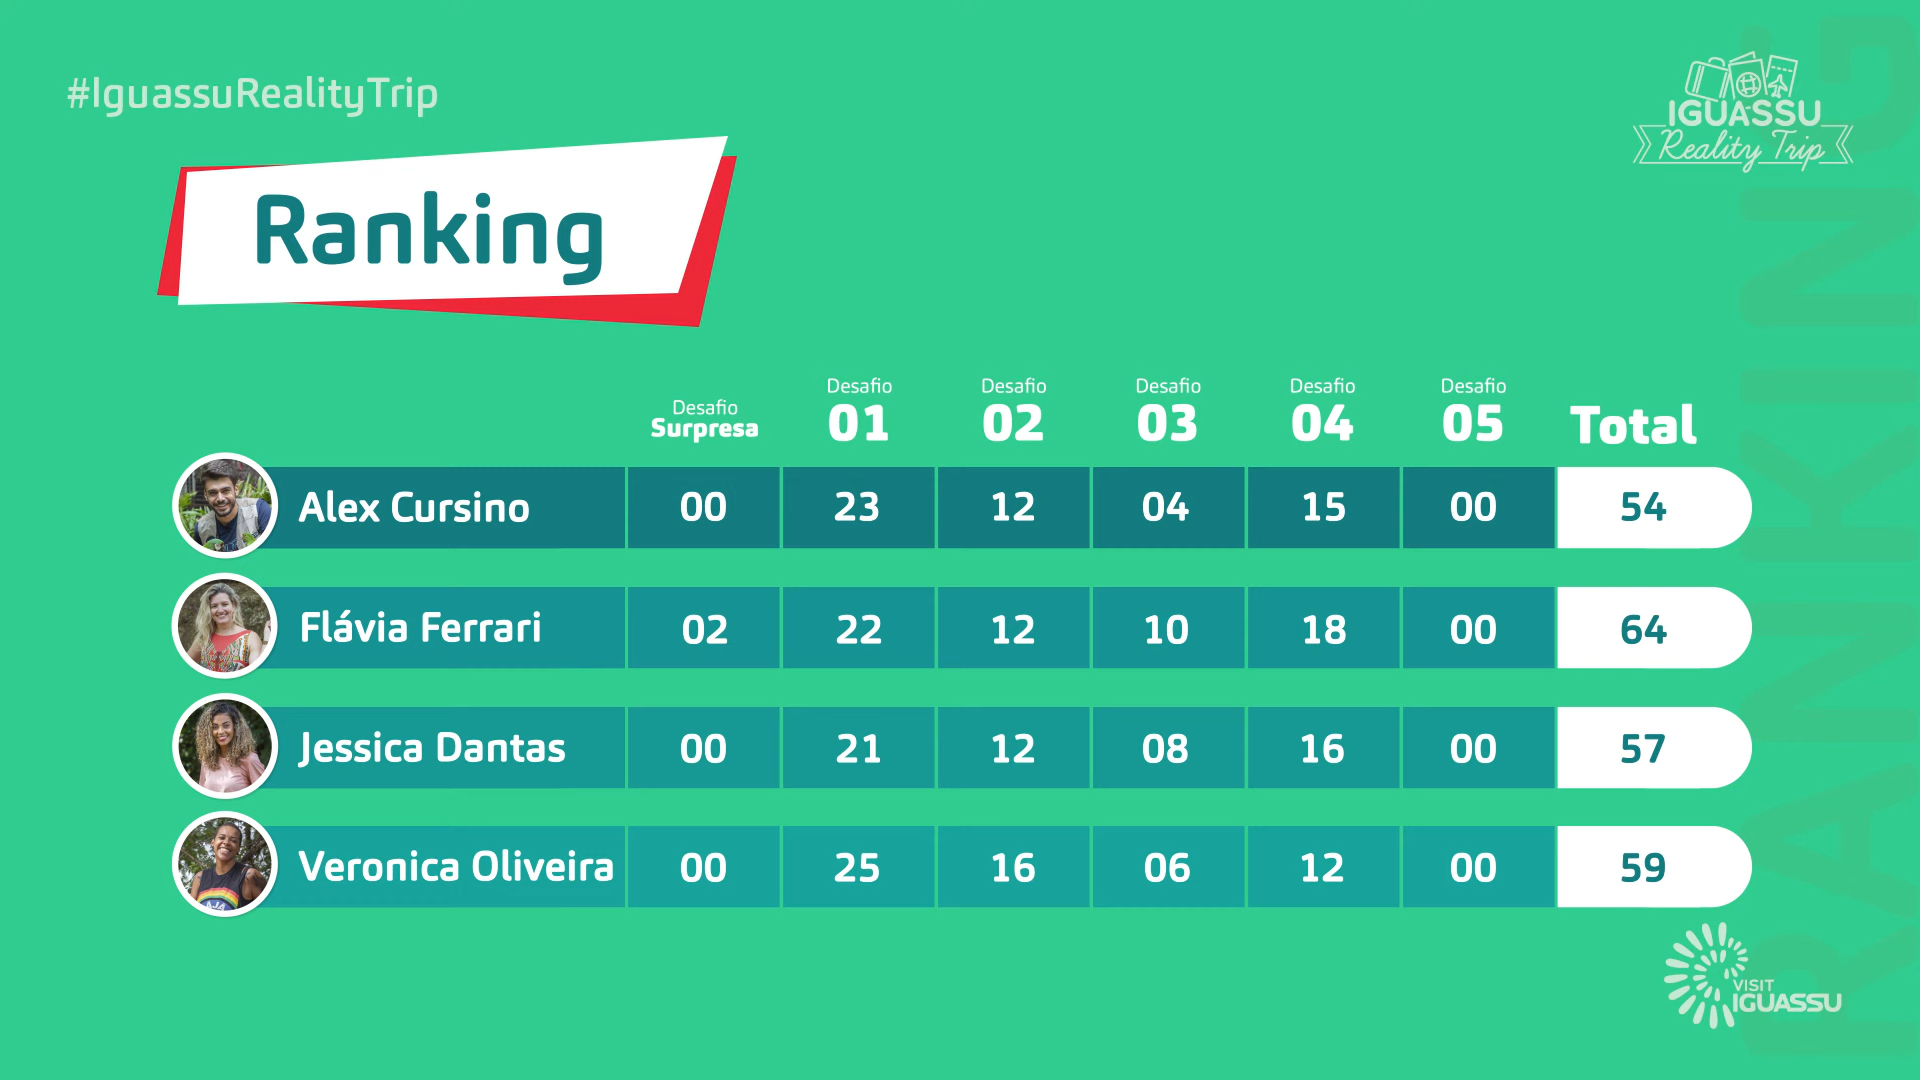 #IguassuRealityTrip
IGUASSU
Reality Trip
Ranking
Desafio Surpresa
Desafio 01
Desafio 02
Desafio 03
Desafio 04
Desafio 05
Total
Alex Cursino 00 23 12 04 15 00 54
Flávia Ferrari 02 22 12 10 18 00 64
Jessica Dantas 00 21 12 08 16 00 57
Veronica Oliveira 00 25 16 06 12 00 59
VISIT
IGUASSU
RANKING